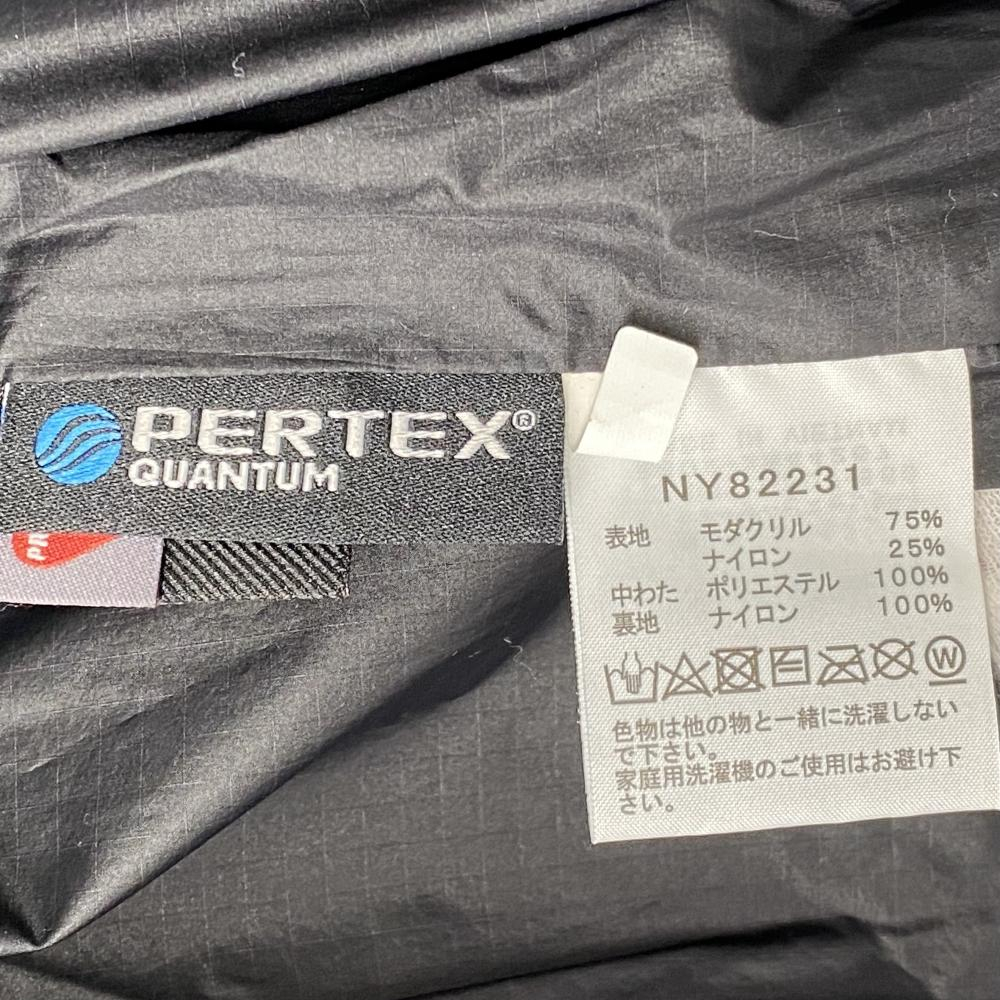 PERTEX®
QUANTUM
NY82231
表地 モダクリル 75%
ナイロン 25%
中わた ポリエステル 100%
裏地 ナイロン 100%
W
色物は他の物と一緒に洗濯しない
で下さい。
家庭用洗濯機のご使用はお避け下
さい。